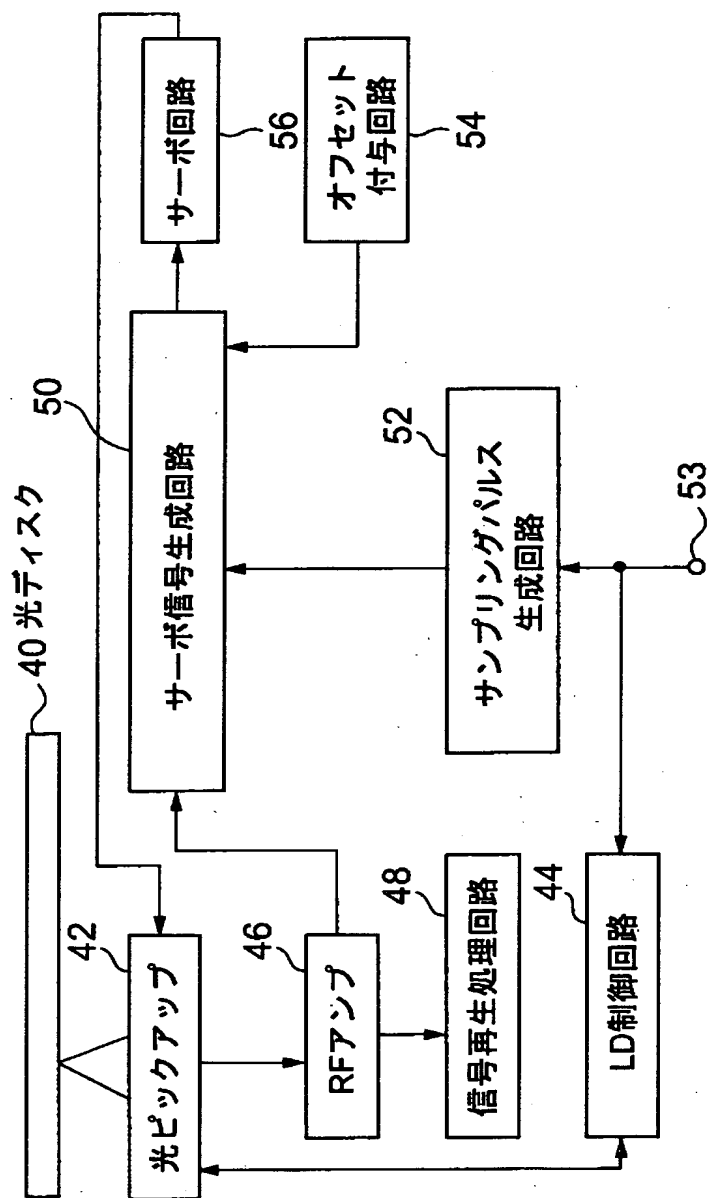 40 光ディスク
42
光ピックアップ
46
RFアンプ
48
信号再生処理回路
44
LD制御回路
50
サーボ信号生成回路
52
サンプリングパルス
生成回路
53
サーボ回路
56
オフセット
付与回路
54